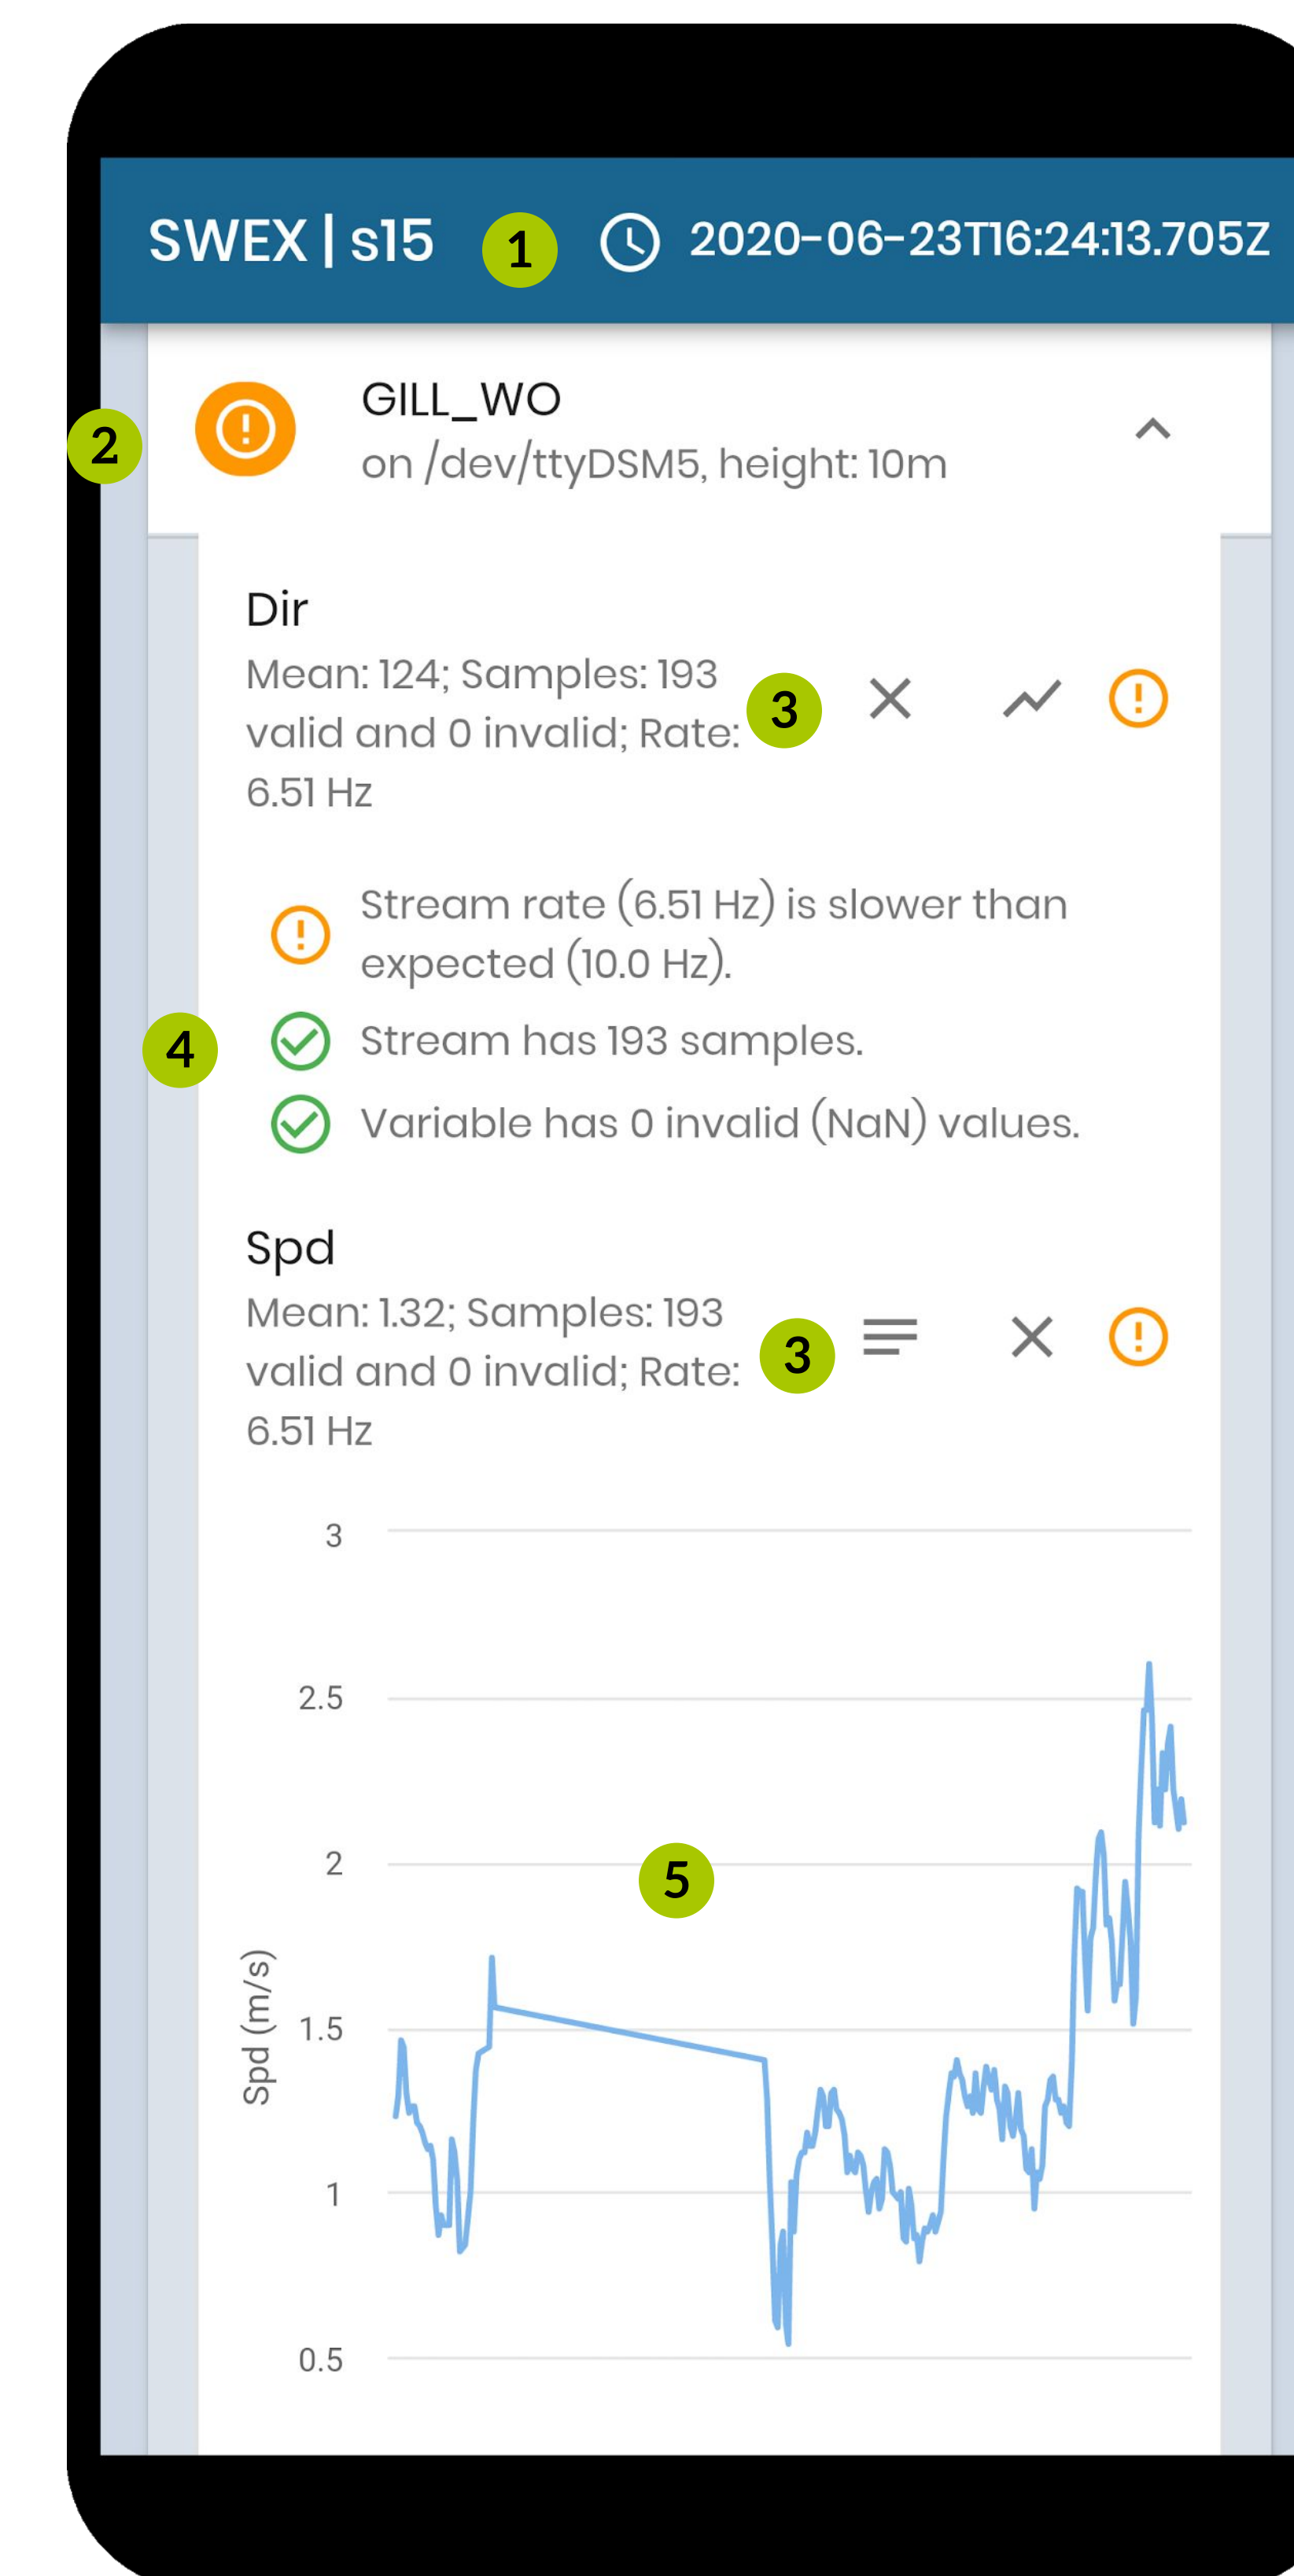 SWEX | s15
1
2020-06-23T16:24:13.705Z
2
GILL_WO
on /dev/ttyDSM5, height: 10m
Dir
Mean: 124; Samples: 193
valid and 0 invalid; Rate:
6.51 Hz
3
Stream rate (6.51 Hz) is slower than
expected (10.0 Hz).
4
Stream has 193 samples.
Variable has 0 invalid (NaN) values.
Spd
Mean: 1.32; Samples: 193
valid and 0 invalid; Rate:
6.51 Hz
3
3
2.5
2
5
Spd (m/s)
1.5
1
0.5